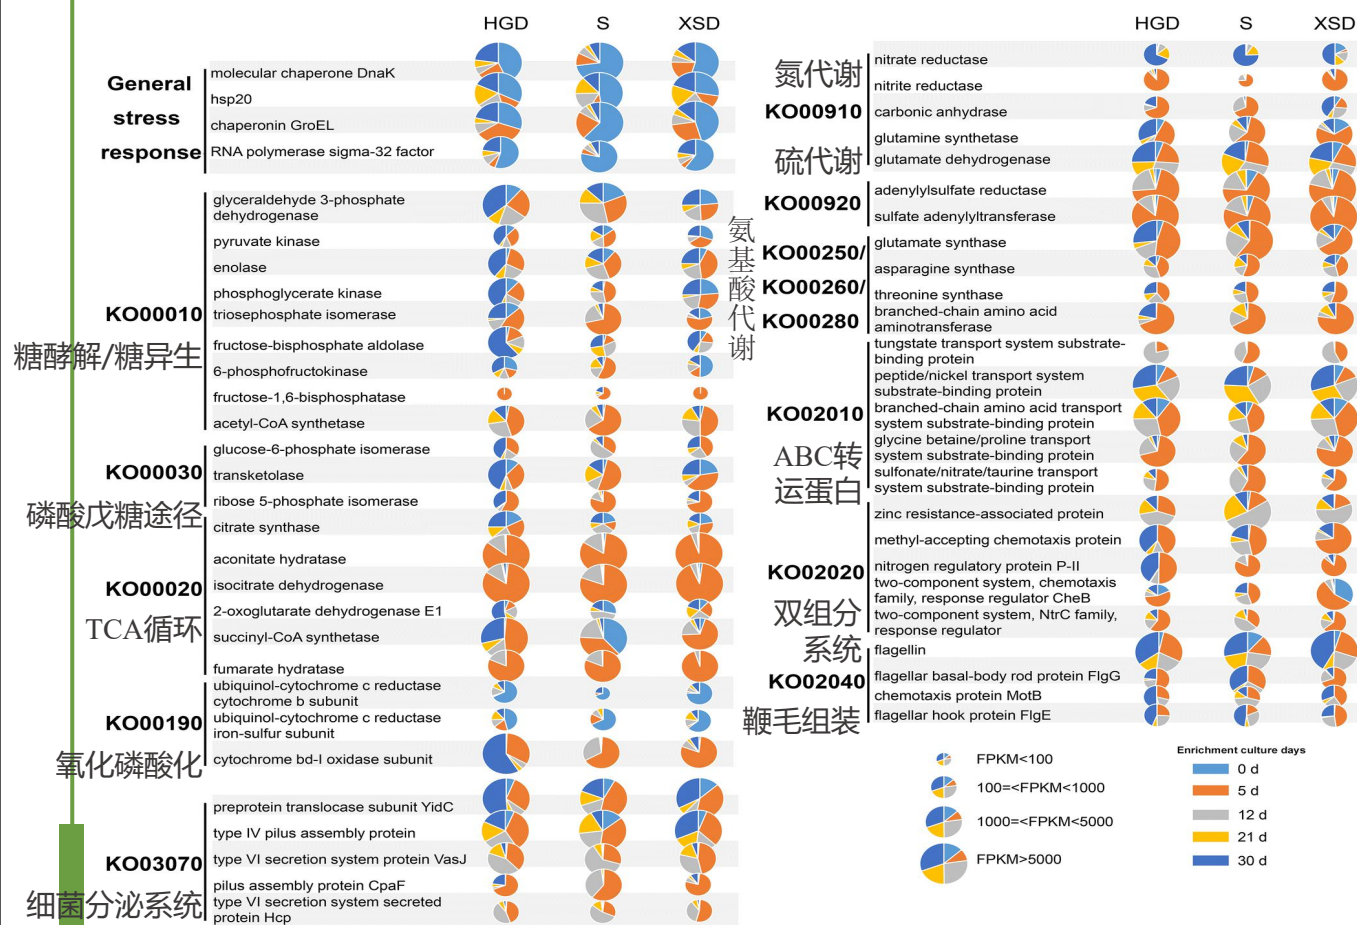 HGD S XSD
General
stress
response
molecular chaperone DnaK
hsp20
chaperonin GroEL
RNA polymerase sigma-32 factor
KO00010
糖酵解/糖异生
glyceraldehyde 3-phosphate
dehydrogenase
pyruvate kinase
enolase
phosphoglycerate kinase
triosephosphate isomerase
fructose-bisphosphate aldolase
6-phosphofructokinase
fructose-1,6-bisphosphatase
acetyl-CoA synthetase
KO00030
磷酸戊糖途径
glucose-6-phosphate isomerase
transketolase
ribose 5-phosphate isomerase
KO00020
TCA循环
citrate synthase
aconitate hydratase
isocitrate dehydrogenase
2-oxoglutarate dehydrogenase E1
succinyl-CoA synthetase
fumarate hydratase
KO00190
氧化磷酸化
ubiquinol-cytochrome c reductase
cytochrome b subunit
ubiquinol-cytochrome c reductase
iron-sulfur subunit
cytochrome bd-I oxidase subunit
KO03070
细菌分泌系统
preprotein translocase subunit YidC
type IV pilus assembly protein
type VI secretion system protein VasJ
pilus assembly protein CpaF
type VI secretion system secreted
protein Hcp
HGD S XSD
氮代谢
KO00910
nitrate reductase
nitrite reductase
carbonic anhydrase
glutamine synthetase
glutamate dehydrogenase
硫代谢
KO00920
adenylylsulfate reductase
sulfate adenylyltransferase
氨
基
酸
代
谢
KO00250/
KO00260/
KO00280
glutamate synthase
asparagine synthase
threonine synthase
branched-chain amino acid
aminotransferase
KO02010
ABC转
运蛋白
tungstate transport system substrate-
binding protein
peptide/nickel transport system
substrate-binding protein
branched-chain amino acid transport
system substrate-binding protein
glycine betaine/proline transport
system substrate-binding protein
sulfonate/nitrate/taurine transport
system substrate-binding protein
zinc resistance-associated protein
KO02020
双组分
系统
methyl-accepting chemotaxis protein
nitrogen regulatory protein P-II
two-component system, chemotaxis
family, response regulator CheB
two-component system, NtrC family,
response regulator
KO02040
鞭毛组装
flagellin
flagellar basal-body rod protein FlgG
chemotaxis protein MotB
flagellar hook protein FlgE
FPKM<100
100=<FPKM<1000
1000=<FPKM<5000
FPKM>5000
Enrichment culture days
0 d
5 d
12 d
21 d
30 d